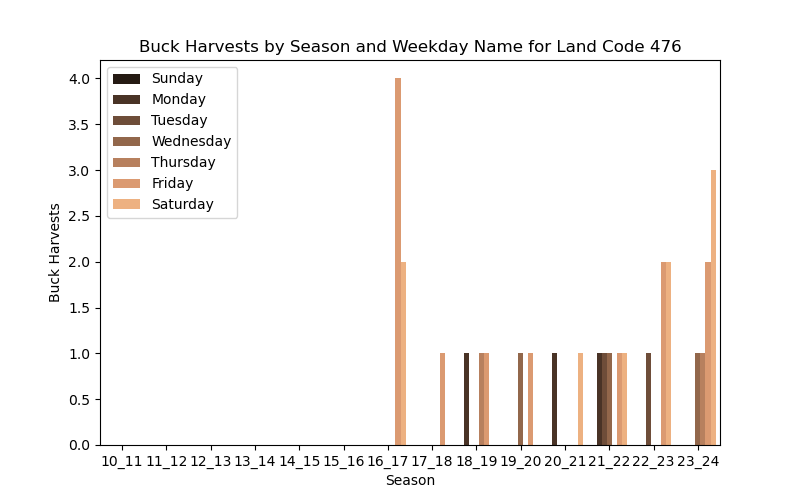 Buck Harvests by Season and Weekday Name for Land Code 476
Sunday
Monday
Tuesday
Wednesday
Thursday
Friday
Saturday
Buck Harvests
4.0
3.5
3.0
2.5
2.0
1.5
1.0
0.5
0.0
10_11 11_12 12_13 13_14 14_15 15_16 16_17 17_18 18_19 19_20 20_21 21_22 22_23 23_24
Season